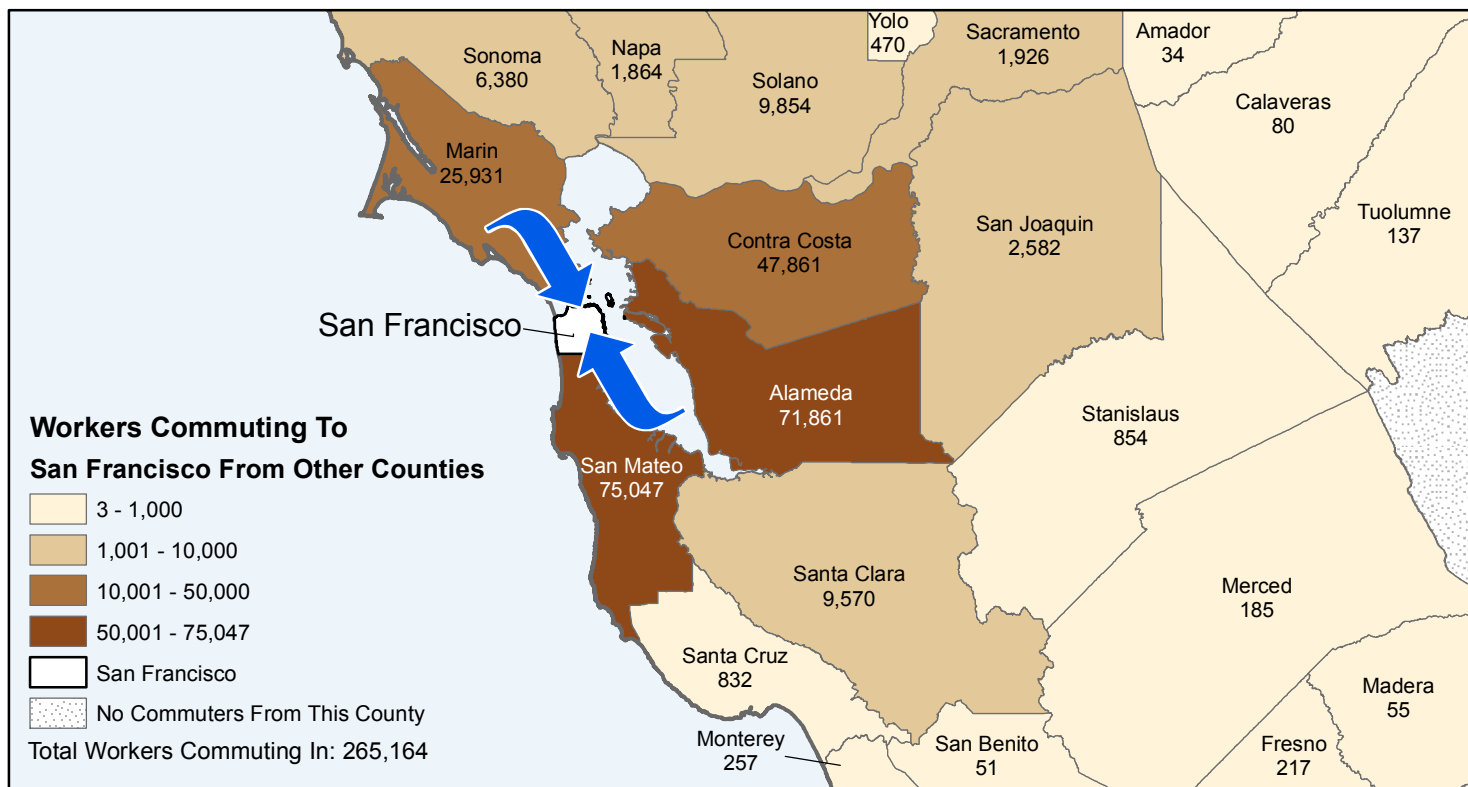 Yolo
470
Sacramento
1,926
Amador
34
Sonoma
6,380
Napa
1,864
Solano
9,854
Calaveras
80
Marin
25,931
Contra Costa
47,861
San Joaquin
2,582
Tuolumne
137
San Francisco
Alameda
71,861
Stanislaus
854
San Mateo
75,047
Santa Clara
9,570
Merced
185
Santa Cruz
832
Madera
55
Monterey
257
San Benito
51
Fresno
217
Workers Commuting To
San Francisco From Other Counties
3 - 1,000
1,001 - 10,000
10,001 - 50,000
50,001 - 75,047
San Francisco
No Commuters From This County
Total Workers Commuting In: 265,164